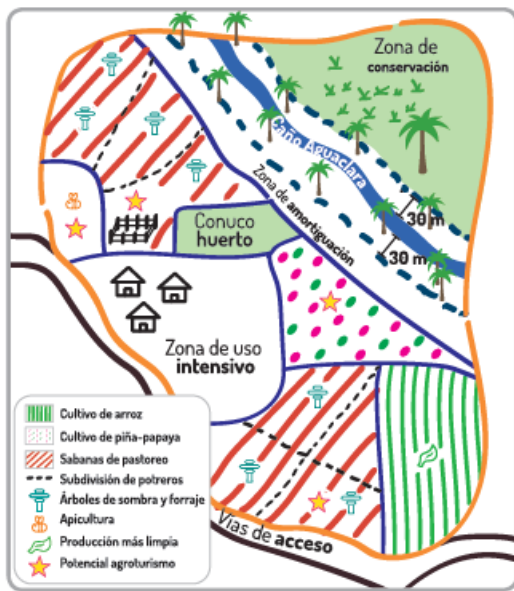 Zona de
conservación
Caño Aguaclara
Zona de amortiguación
30 m
30 m
Conuco
huerto
Zona de uso
intensivo
Cultivo de arroz
Cultivo de piña-papaya
Sabanas de pastoreo
Subdivisión de potreros
Árboles de sombra y forraje
Apicultura
Producción más limpia
Potencial agroturismo
Vías de acceso